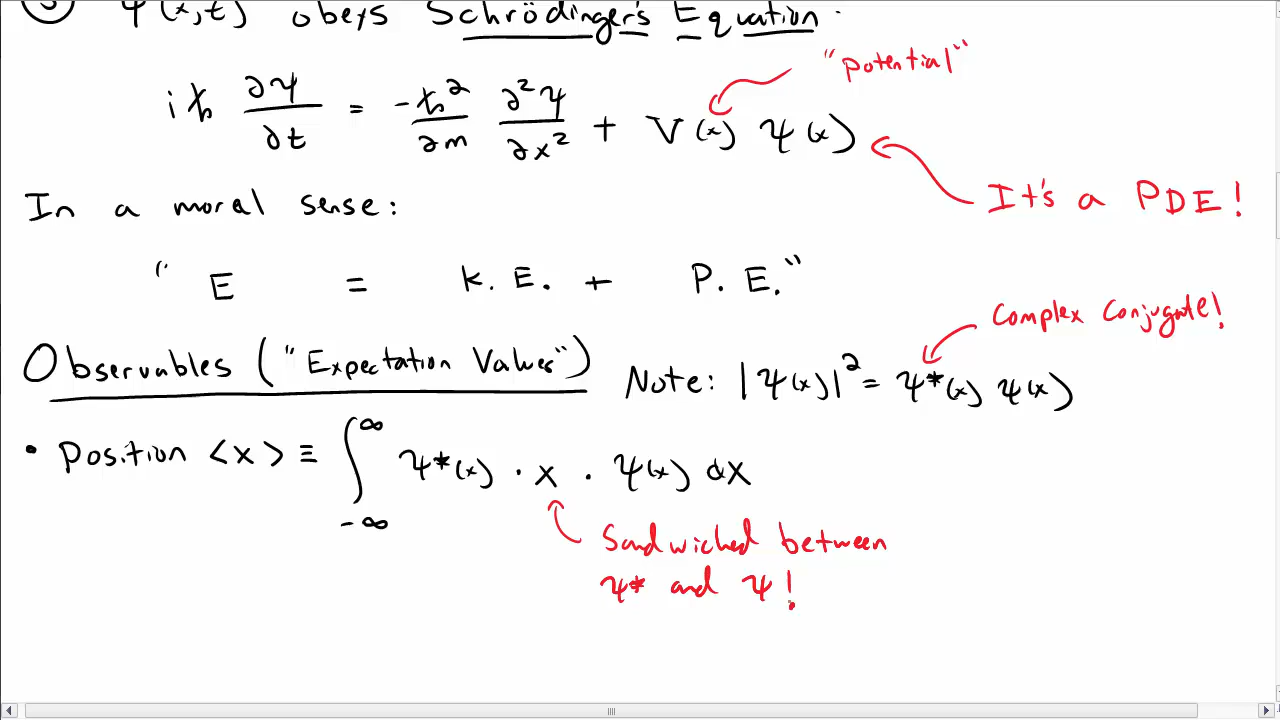 ③ ψ(x,t) obeys Schrödinger's Equation.
"potential"
iħ ∂ψ/∂t = -ħ²/2m ∂²ψ/∂x² + V(x) ψ(x)
It's a PDE!
In a moral sense:
"E = K.E. + P.E."
Complex Conjugate!
Observables ("Expectation Values") Note: |ψ(x)|² = ψ*(x) ψ(x)
• Position <x> ≡ ∫_{-∞}^{∞} ψ*(x) · x · ψ(x) dx
Sandwiched between
ψ* and ψ!